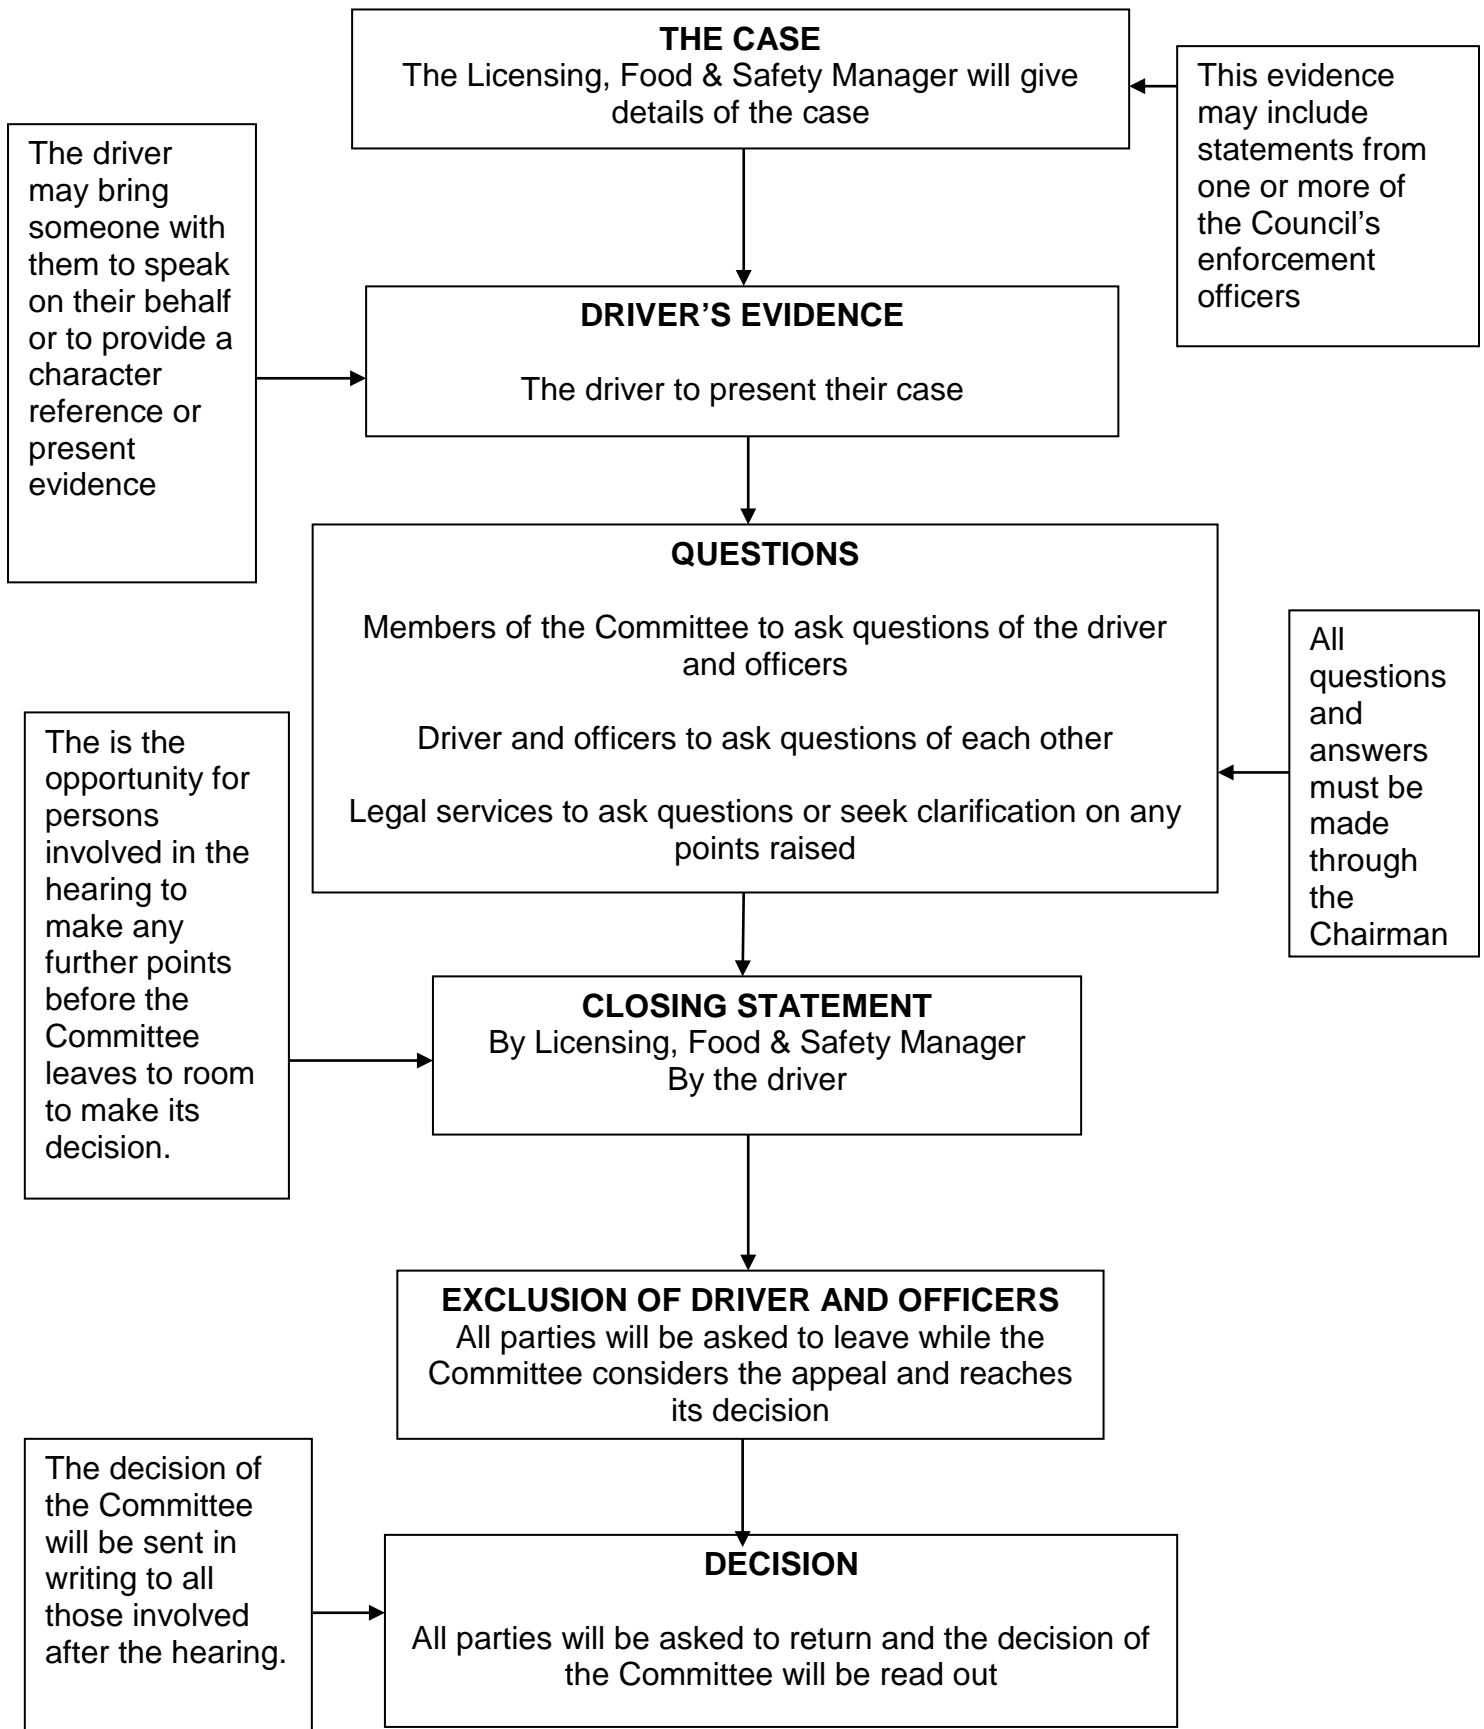 THE CASE
The Licensing, Food & Safety Manager will give
details of the case
This evidence
may include
statements from
one or more of
the Council’s
enforcement
officers
The driver
may bring
someone with
them to speak
on their behalf
or to provide a
character
reference or
present
evidence
DRIVER’S EVIDENCE
The driver to present their case
QUESTIONS
Members of the Committee to ask questions of the driver
and officers
Driver and officers to ask questions of each other
Legal services to ask questions or seek clarification on any
points raised
All
questions
and
answers
must be
made
through
the
Chairman
The is the
opportunity for
persons
involved in the
hearing to
make any
further points
before the
Committee
leaves to room
to make its
decision.
CLOSING STATEMENT
By Licensing, Food & Safety Manager
By the driver
EXCLUSION OF DRIVER AND OFFICERS
All parties will be asked to leave while the
Committee considers the appeal and reaches
its decision
The decision of
the Committee
will be sent in
writing to all
those involved
after the hearing.
DECISION
All parties will be asked to return and the decision of
the Committee will be read out